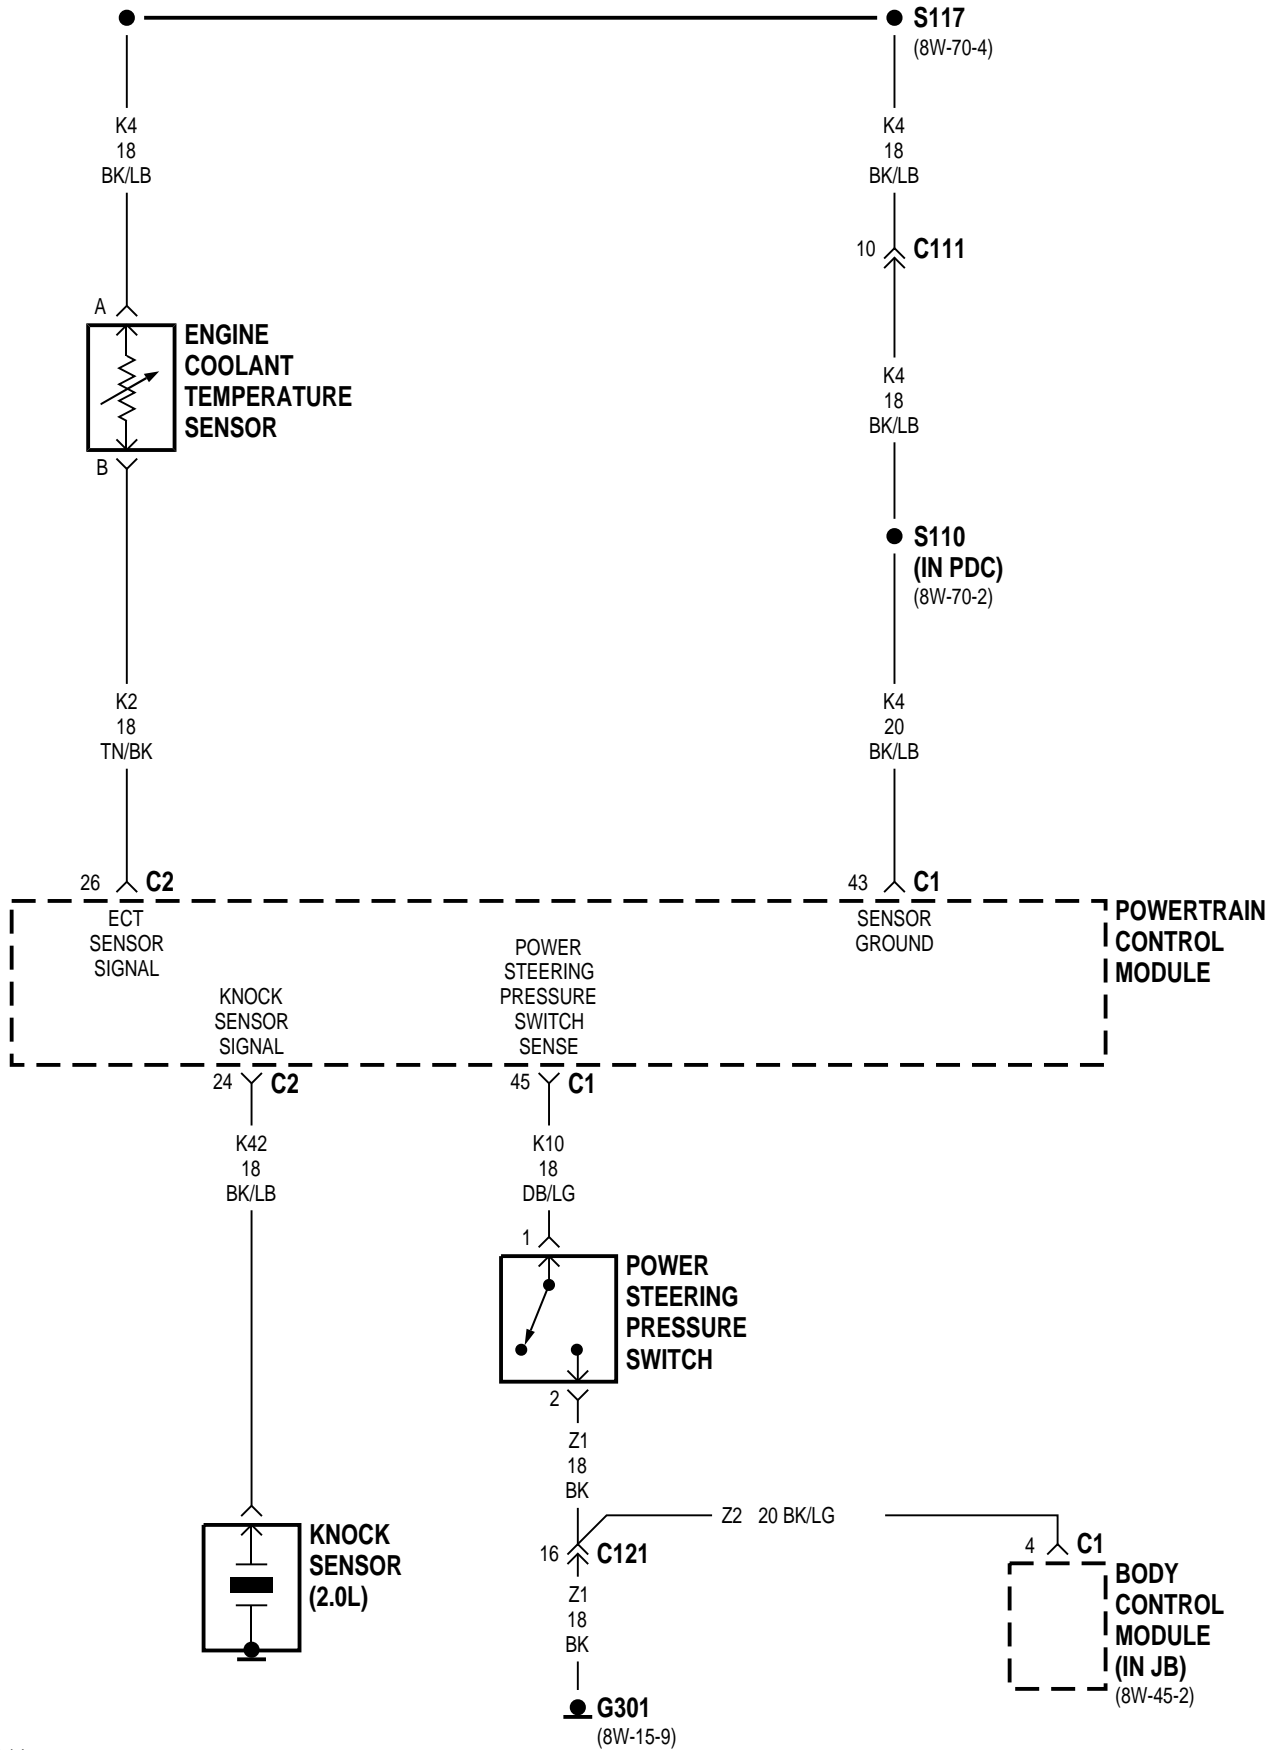 S117
(8W-70-4)
K4
18
BK/LB
K4
18
BK/LB
10
C111
A
ENGINE
COOLANT
TEMPERATURE
SENSOR
B
K4
18
BK/LB
S110
(IN PDC)
(8W-70-2)
K2
18
TN/BK
K4
20
BK/LB
26
C2
43
C1
ECT
SENSOR
SIGNAL
KNOCK
SENSOR
SIGNAL
POWER
STEERING
PRESSURE
SWITCH
SENSE
SENSOR
GROUND
POWERTRAIN
CONTROL
MODULE
24
C2
45
C1
K42
18
BK/LB
K10
18
DB/LG
1
POWER
STEERING
PRESSURE
SWITCH
2
Z1
18
BK
Z2 20 BK/LG
16
C121
4
C1
KNOCK
SENSOR
(2.0L)
Z1
18
BK
BODY
CONTROL
MODULE
(IN JB)
(8W-45-2)
G301
(8W-15-9)